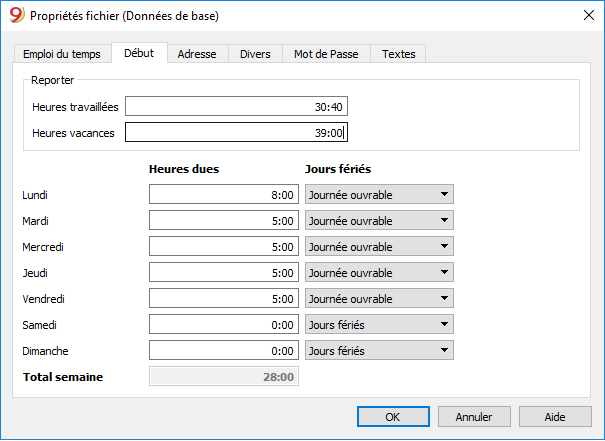 9 Propriétés fichier (Données de base)
Emploi du temps Début Adresse Divers Mot de Passe Textes
Reporter
Heures travaillées 30:40
Heures vacances 39:00
Heures dues Jours fériés
Lundi 8:00 Journée ouvrable
Mardi 5:00 Journée ouvrable
Mercredi 5:00 Journée ouvrable
Jeudi 5:00 Journée ouvrable
Vendredi 5:00 Journée ouvrable
Samedi 0:00 Jours fériés
Dimanche 0:00 Jours fériés
Total semaine 28:00
OK Annuler Aide